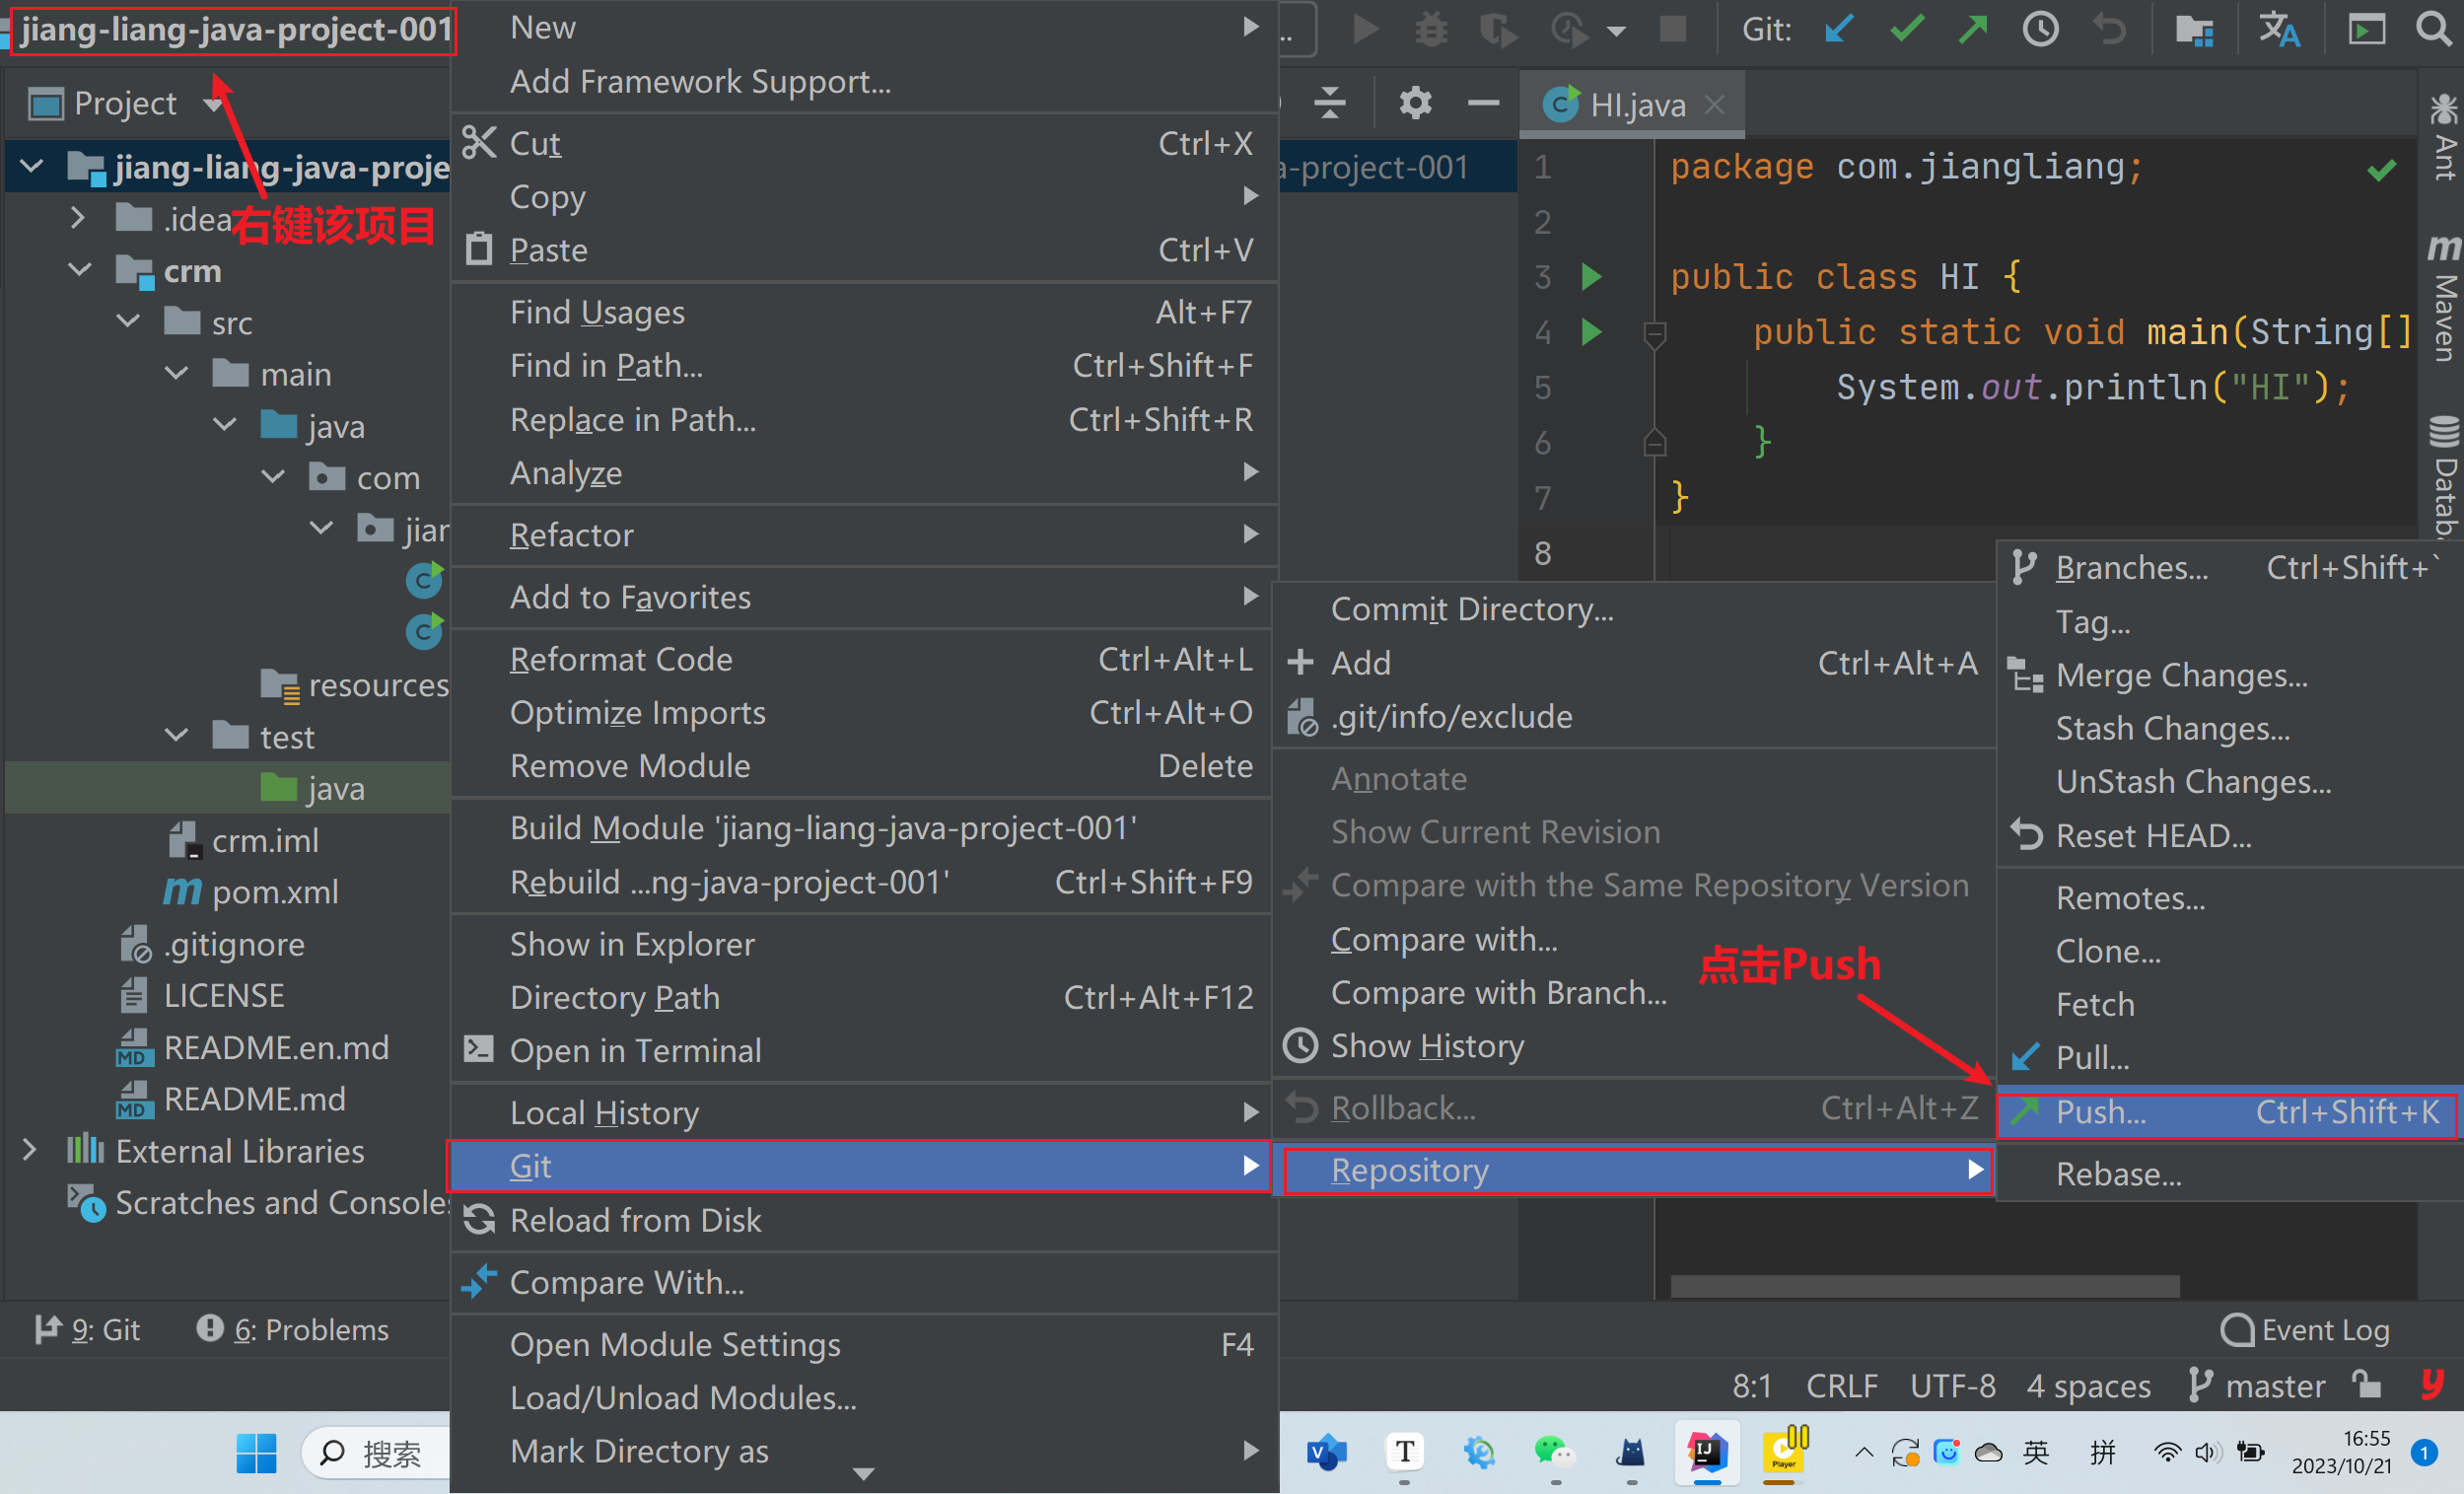 jiang-liang-java-project-001
Git:
Project
jiang-liang-java-proje
右键该项目
.idea
crm
src
main
java
com
jian
resources
test
java
crm.iml
pom.xml
.gitignore
LICENSE
README.en.md
README.md
External Libraries
Scratches and Consoles
New
Add Framework Support...
Cut Ctrl+X
Copy
Paste Ctrl+V
Find Usages Alt+F7
Find in Path... Ctrl+Shift+F
Replace in Path... Ctrl+Shift+R
Analyze
Refactor
Add to Favorites
Reformat Code Ctrl+Alt+L
Optimize Imports Ctrl+Alt+O
Remove Module Delete
Build Module 'jiang-liang-java-project-001'
Rebuild ...ng-java-project-001' Ctrl+Shift+F9
Show in Explorer
Directory Path Ctrl+Alt+F12
Open in Terminal
Local History
Git
Reload from Disk
Compare With...
Open Module Settings F4
Load/Unload Modules...
Mark Directory as
a-project-001
HI.java
1 package com.jiangliang;
2
3 public class HI {
4 public static void main(String[]
5 System.out.println("HI");
6 }
7 }
8
Ant
Maven
Databa
Commit Directory...
Add Ctrl+Alt+A
.git/info/exclude
Annotate
Show Current Revision
Compare with the Same Repository Version
Compare with...
Compare with Branch...
Show History
Rollback... Ctrl+Alt+Z
Repository
点击Push
Branches... Ctrl+Shift+`
Tag...
Merge Changes...
Stash Changes...
UnStash Changes...
Reset HEAD...
Remotes...
Clone...
Fetch
Pull...
Push... Ctrl+Shift+K
Rebase...
9: Git
6: Problems
Event Log
8:1 CRLF UTF-8 4 spaces master
搜索
英
拼
16:55
2023/10/21
1